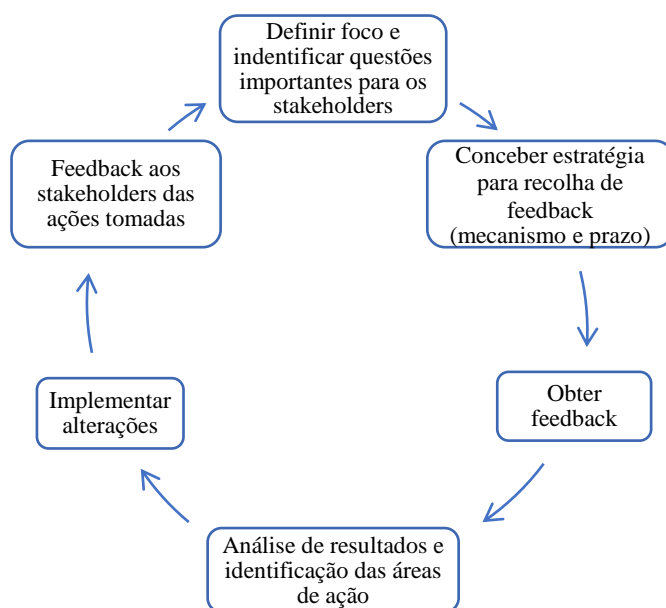 Definir foco e
indentificar questões
importantes para os
stakeholders
Conceber estratégia
para recolha de
feedback
(mecanismo e prazo)
Obter
feedback
Análise de resultados e
identificação das áreas
de ação
Implementar
alterações
Feedback aos
stakeholders das
ações tomadas